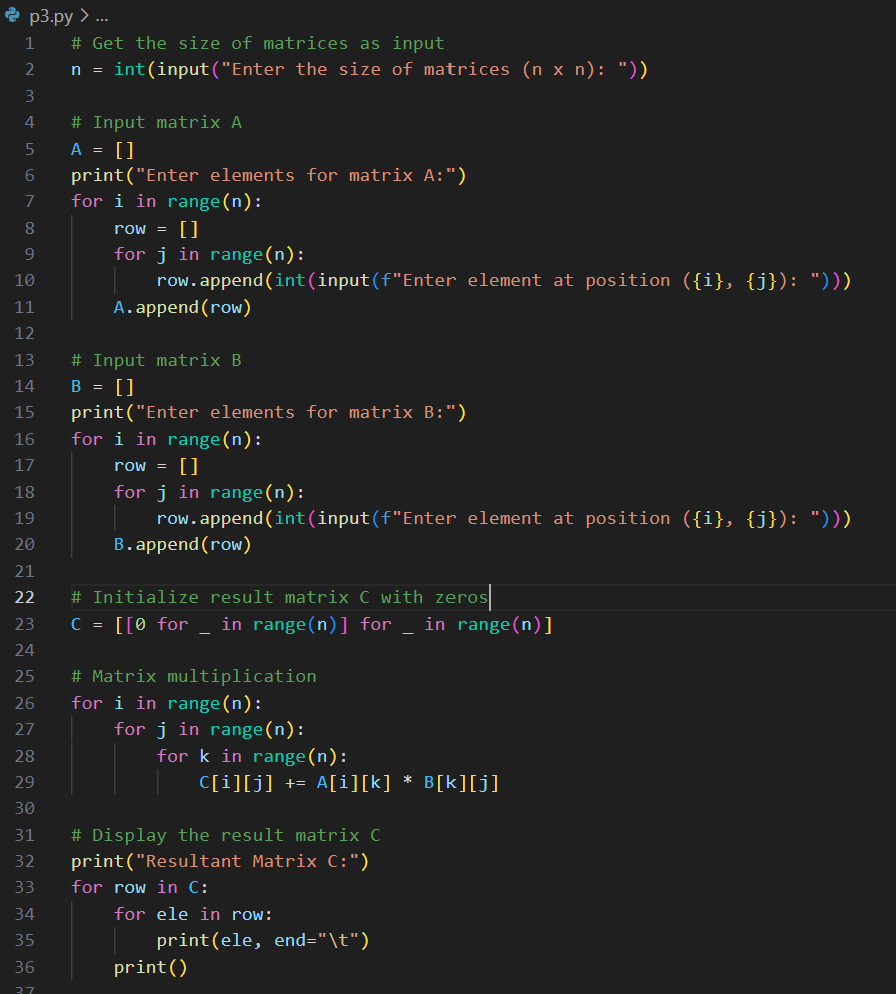 p3.py > ...
1 # Get the size of matrices as input
2 n = int(input("Enter the size of matrices (n x n): "))
3
4 # Input matrix A
5 A = []
6 print("Enter elements for matrix A:")
7 for i in range(n):
8     row = []
9     for j in range(n):
10         row.append(int(input(f"Enter element at position ({i}, {j}): ")))
11     A.append(row)
12
13 # Input matrix B
14 B = []
15 print("Enter elements for matrix B:")
16 for i in range(n):
17     row = []
18     for j in range(n):
19         row.append(int(input(f"Enter element at position ({i}, {j}): ")))
20     B.append(row)
21
22 # Initialize result matrix C with zeros
23 C = [[0 for _ in range(n)] for _ in range(n)]
24
25 # Matrix multiplication
26 for i in range(n):
27     for j in range(n):
28         for k in range(n):
29             C[i][j] += A[i][k] * B[k][j]
30
31 # Display the result matrix C
32 print("Resultant Matrix C:")
33 for row in C:
34     for ele in row:
35         print(ele, end="\t")
36     print()
37